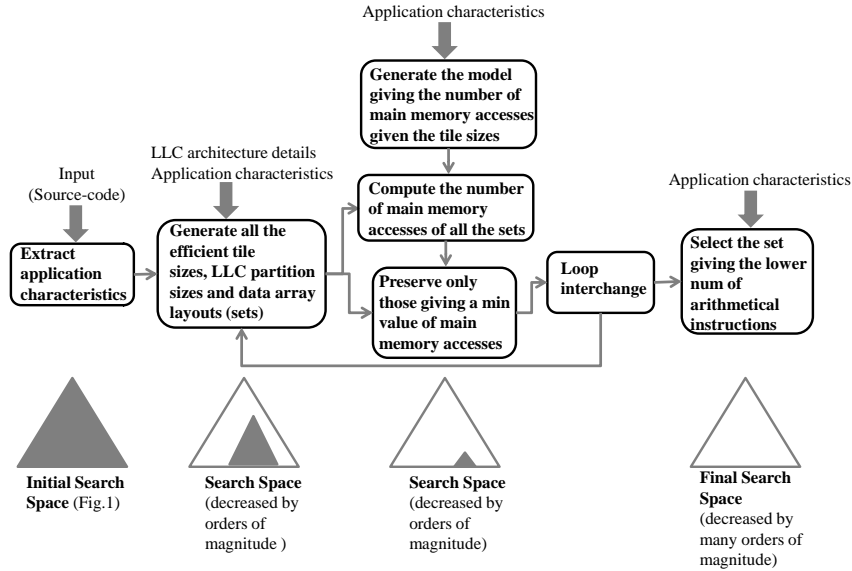 Application characteristics
Generate the model
giving the number of
main memory accesses
given the tile sizes
Input
(Source-code)
LLC architecture details
Application characteristics
Application characteristics
Extract
application
characteristics
Generate all the
efficient tile
sizes, LLC partition
sizes and data array
layouts (sets)
Compute the number
of main memory
accesses of all the sets
Preserve only
those giving a min
value of main
memory accesses
Loop
interchange
Select the set
giving the lower
num of
arithmetical
instructions
Initial Search
Space (Fig.1)
Search Space
(decreased by
orders of
magnitude )
Search Space
(decreased by
orders of
magnitude)
Final Search
Space
(decreased by
many orders of
magnitude)